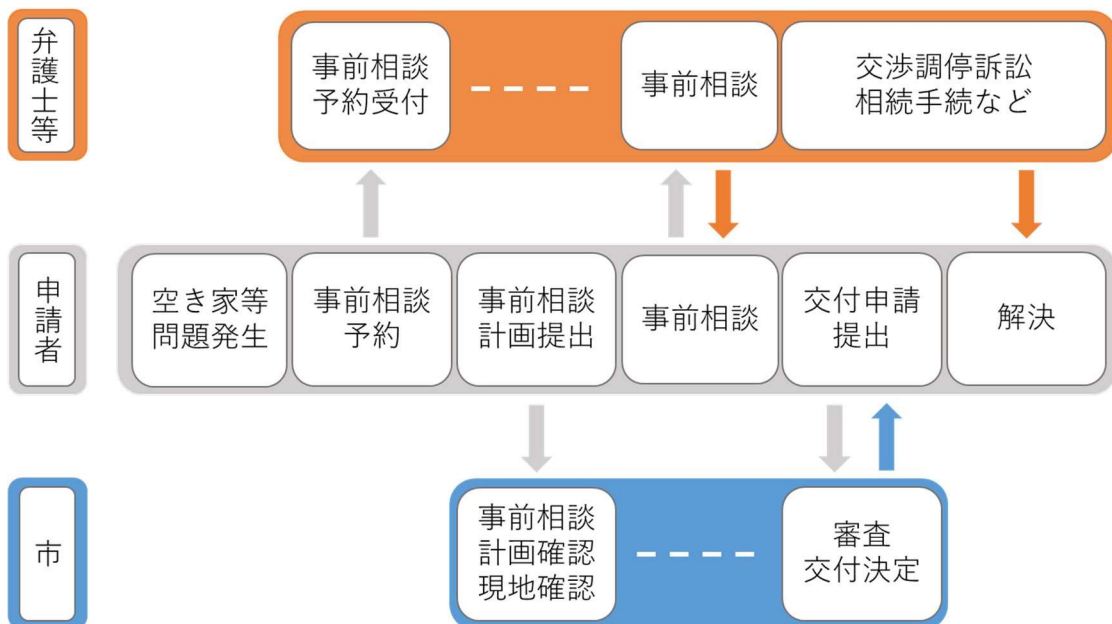 弁護士等
事前相談
予約受付
事前相談
交渉調停訴訟
相続手続など
申請者
空き家等
問題発生
事前相談
予約
事前相談
計画提出
事前相談
交付申請
提出
解決
市
事前相談
計画確認
現地確認
審査
交付決定